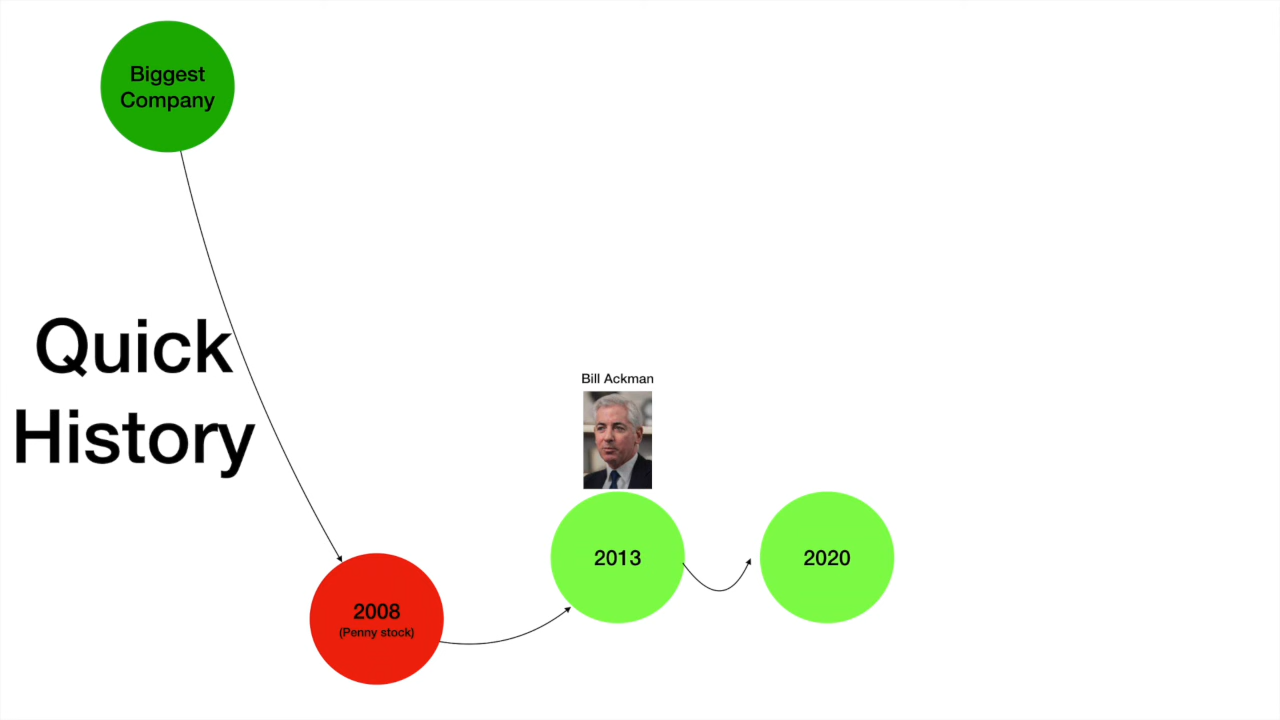 Biggest
Company
Quick
History
Bill Ackman
2013
2020
2008
(Penny stock)